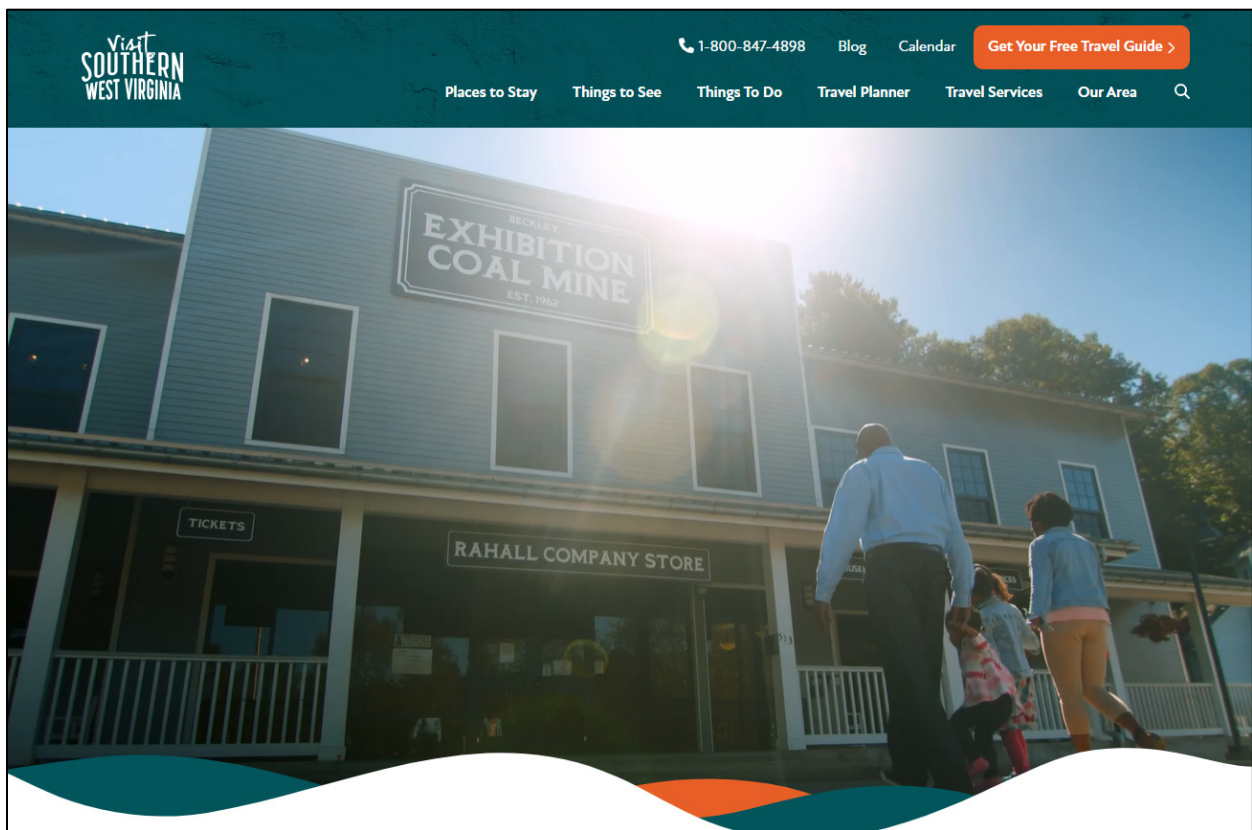 Visit
SOUTHERN
WEST VIRGINIA
1-800-847-4898 Blog Calendar Get Your Free Travel Guide >
Places to Stay Things to See Things To Do Travel Planner Travel Services Our Area
BECKLEY
EXHIBITION
COAL MINE
EST. 1962
TICKETS
RAHALL COMPANY STORE
513